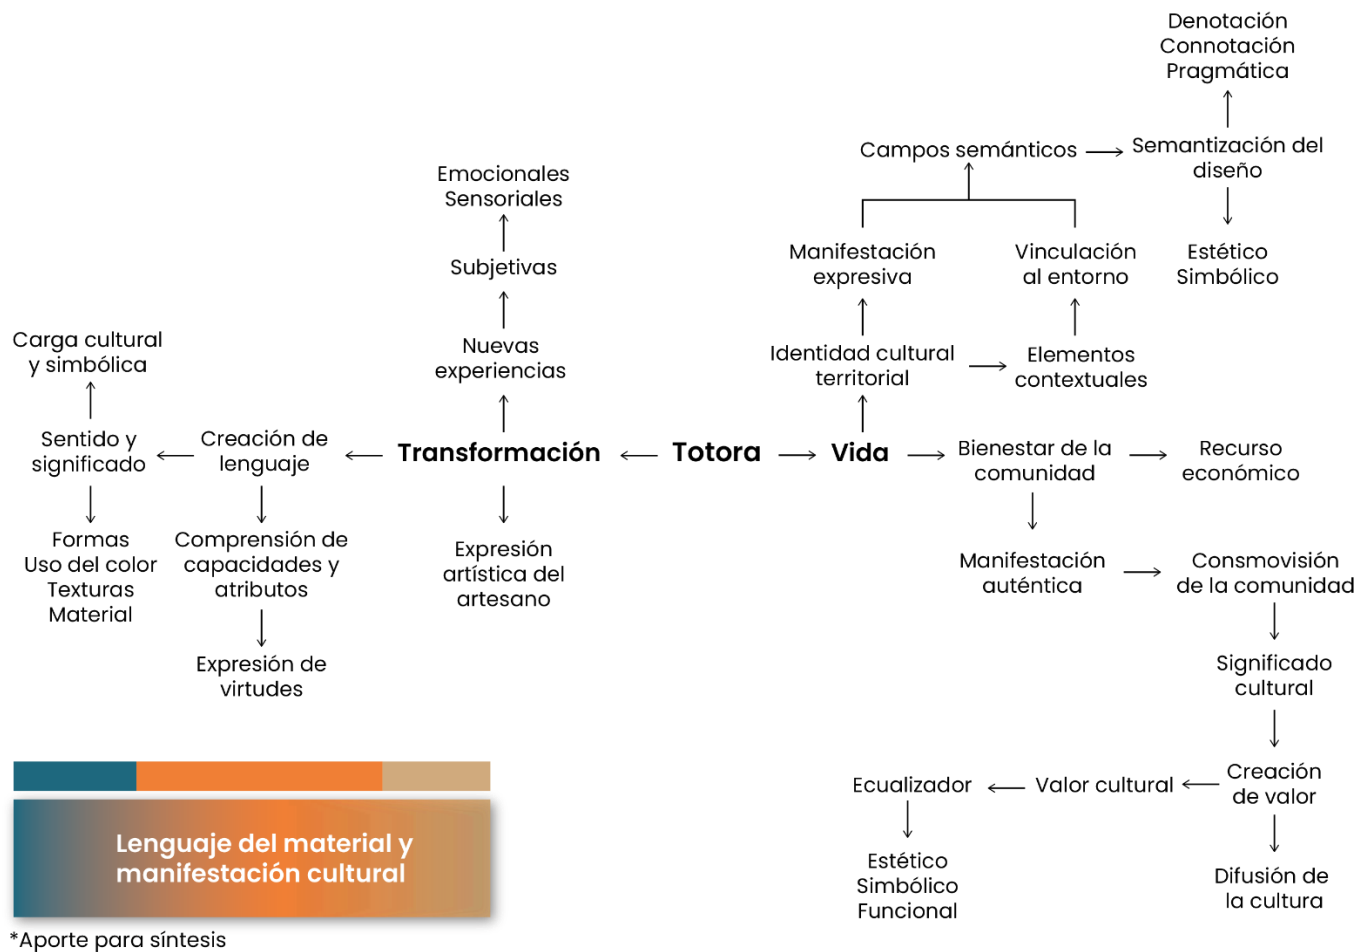 Denotación
Connotación
Pragmática
Campos semánticos
Semantización del
diseño
Emocionales
Sensoriales
Manifestación
expresiva
Vinculación
al entorno
Estético
Simbólico
Subjetivas
Carga cultural
y simbólica
Nuevas
experiencias
Identidad cultural
territorial
Elementos
contextuales
Sentido y
significado
Creación de
lenguaje
Transformación
Totora
Vida
Bienestar de la
comunidad
Recurso
económico
Formas
Uso del color
Texturas
Material
Comprensión de
capacidades y
atributos
Expresión
artística del
artesano
Manifestación
auténtica
Consmovisión
de la comunidad
Expresión de
virtudes
Significado
cultural
Ecualizador
Valor cultural
Creación
de valor
Lenguaje del material y
manifestación cultural
Estético
Simbólico
Funcional
Difusión de
la cultura
*Aporte para síntesis